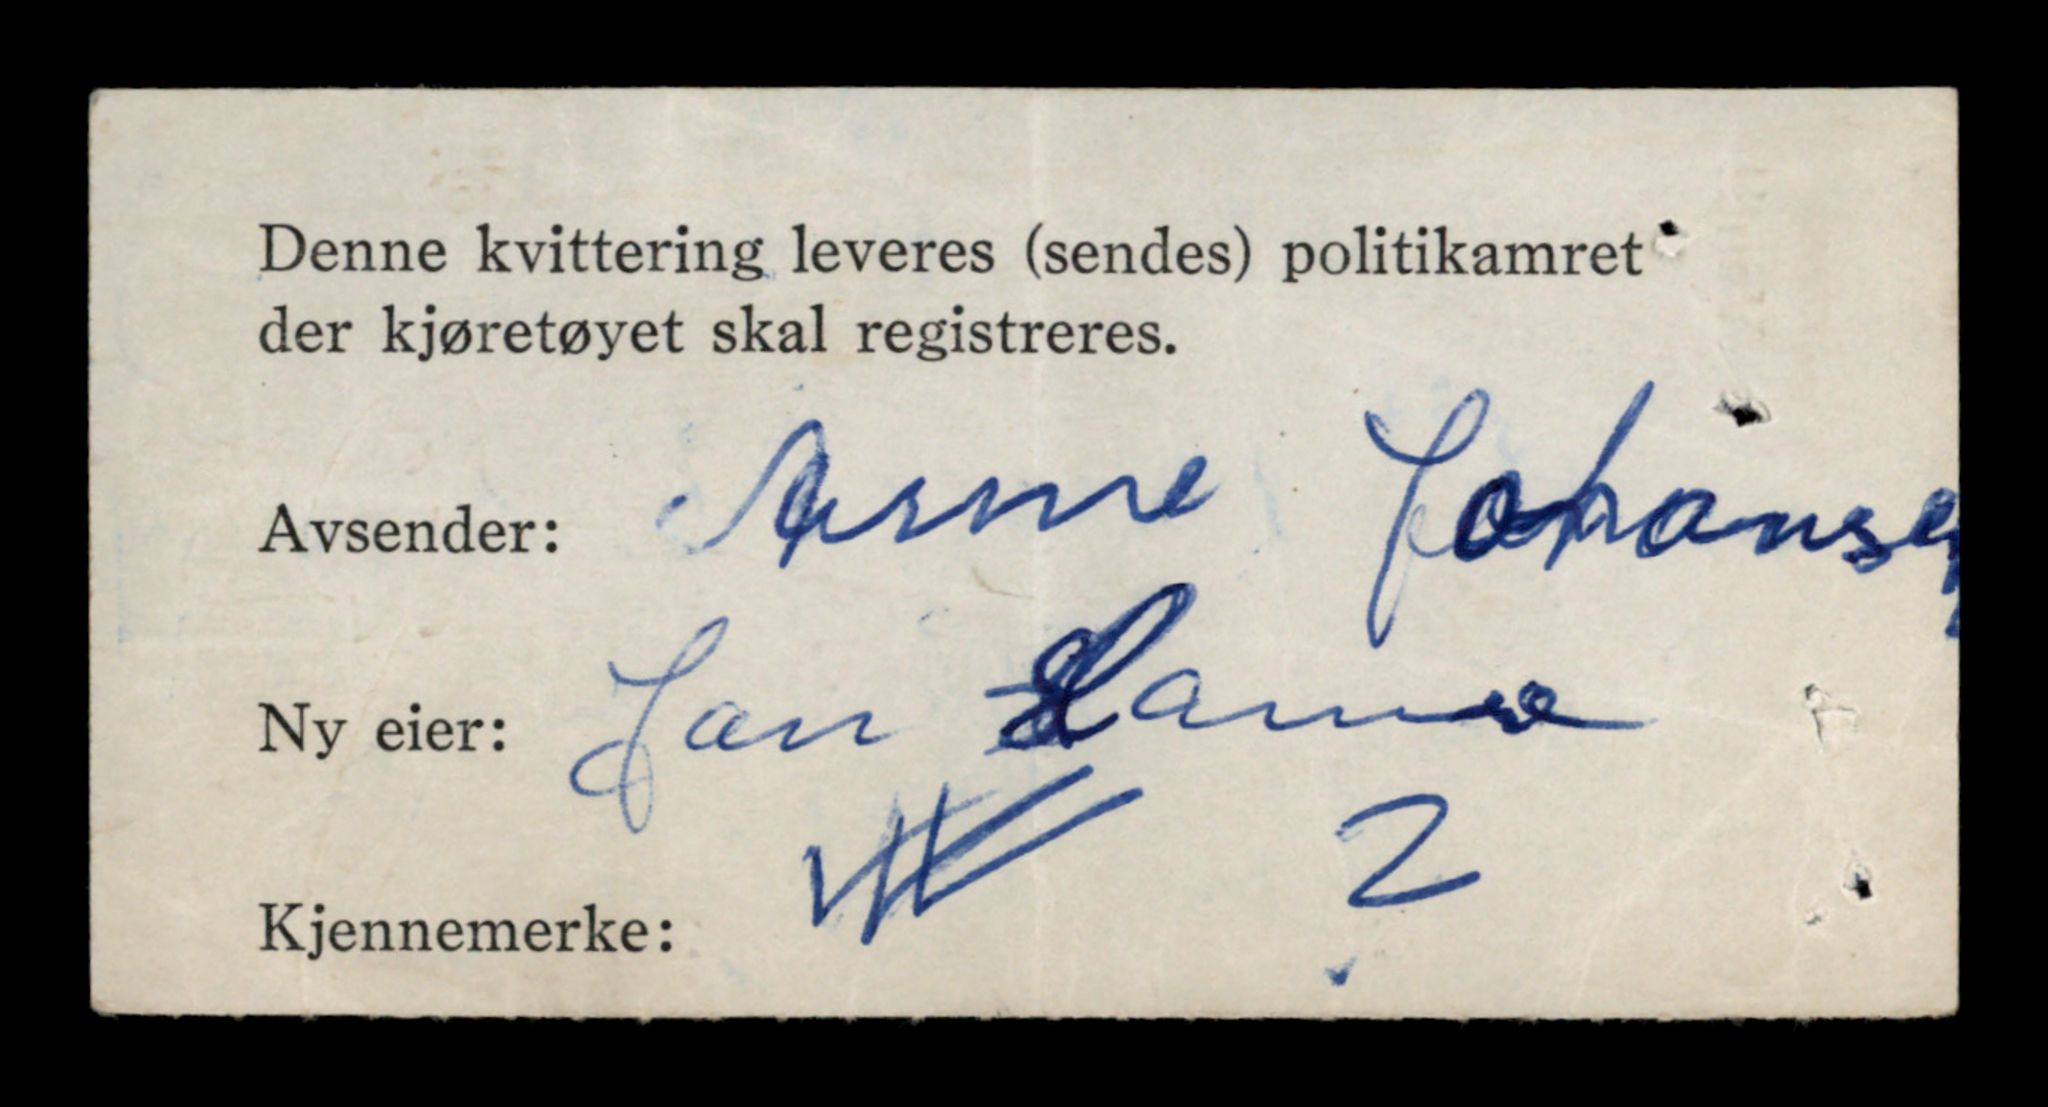 Denne kvittering leveres (sendes) politikamret
der kjøretøyet skal registreres.
Avsender: Arne Johansen
Ny eier: Jan
Kjennemerke: 2